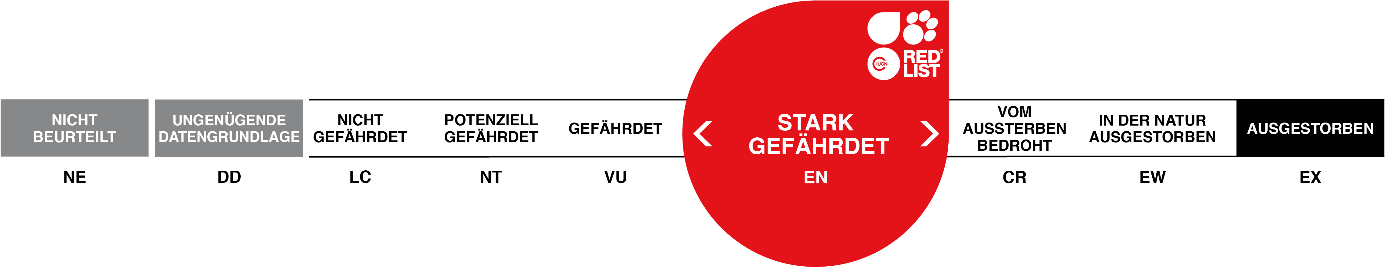 NICHT
BEURTEILT
NE
UNGENÜGENDE
DATENGRUNDLAGE
DD
NICHT
GEFÄHRDET
LC
POTENZIELL
GEFÄHRDET
NT
GEFÄHRDET
VU
IUCN
RED
LIST
STARK
GEFÄHRDET
EN
VOM
AUSSTERBEN
BEDROHT
CR
IN DER NATUR
AUSGESTORBEN
EW
AUSGESTORBEN
EX